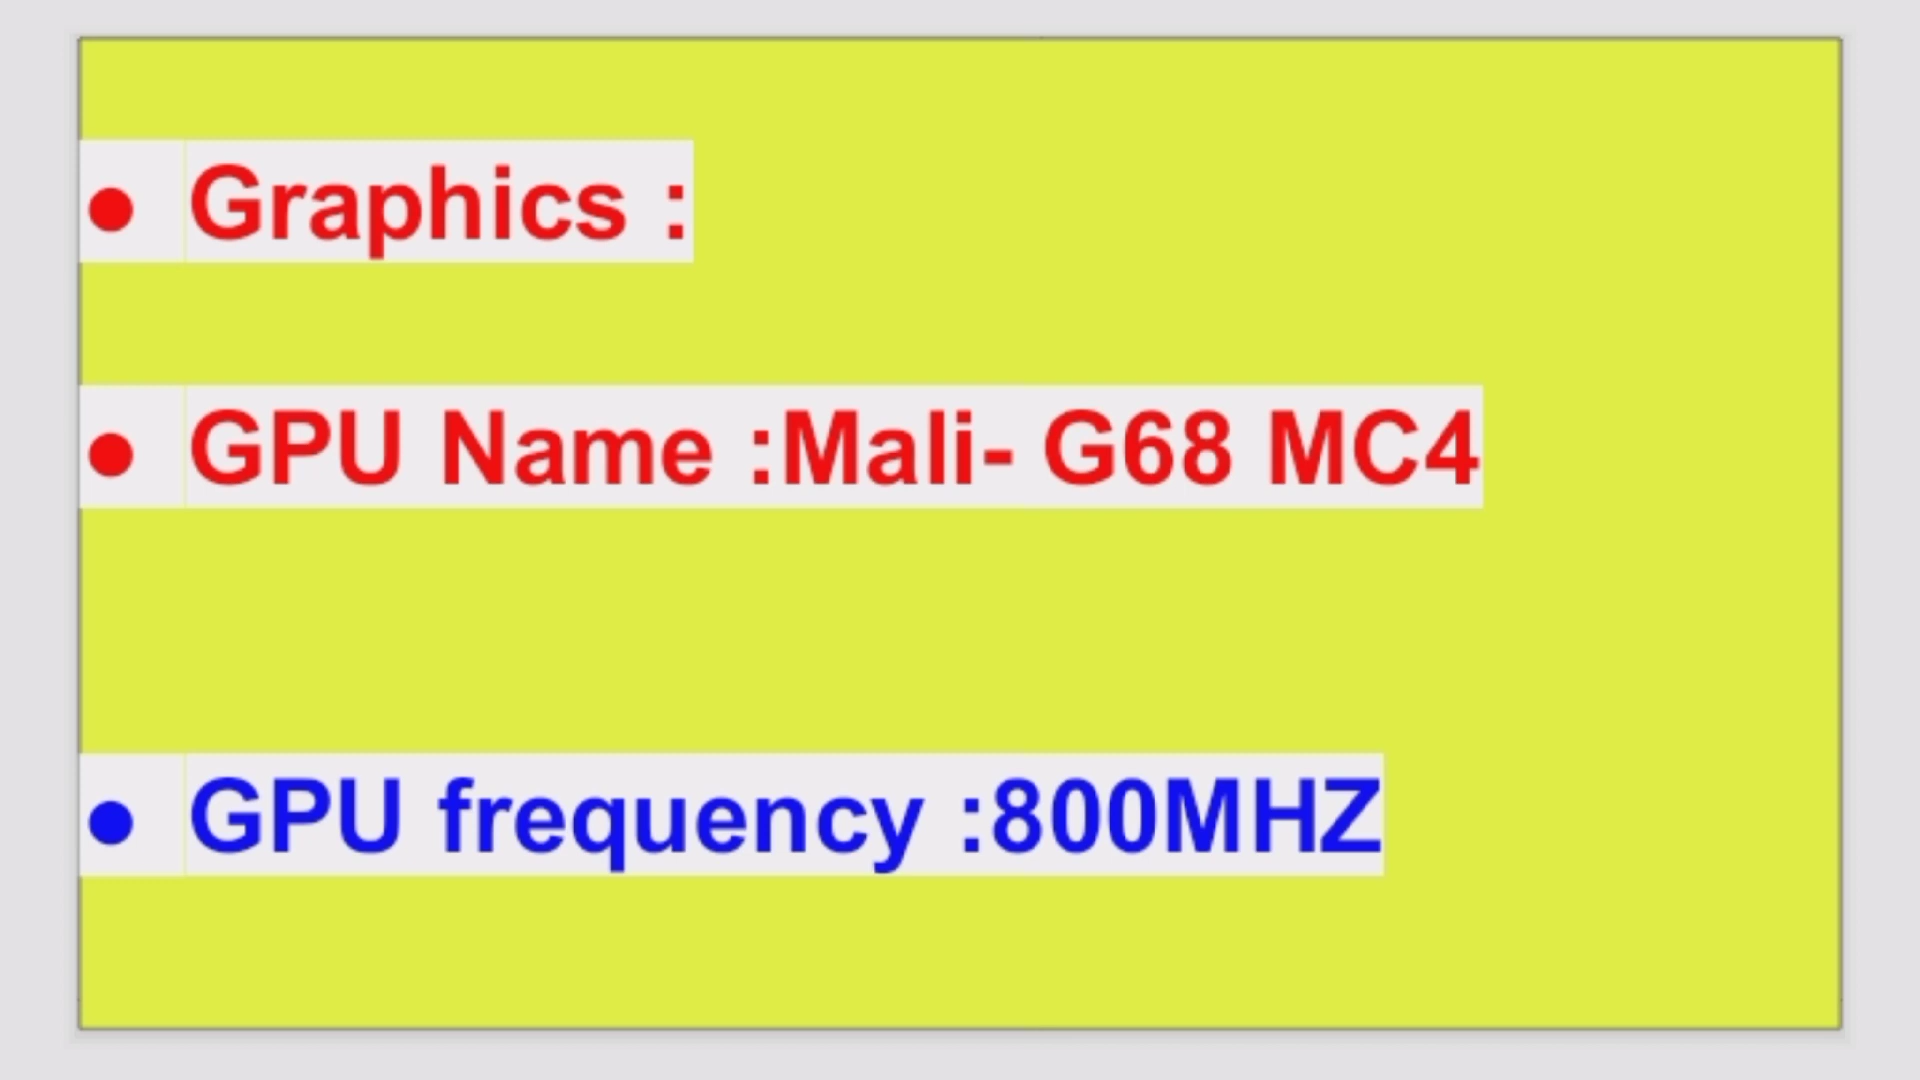 • Graphics :
• GPU Name :Mali- G68 MC4
• GPU frequency :800MHZ